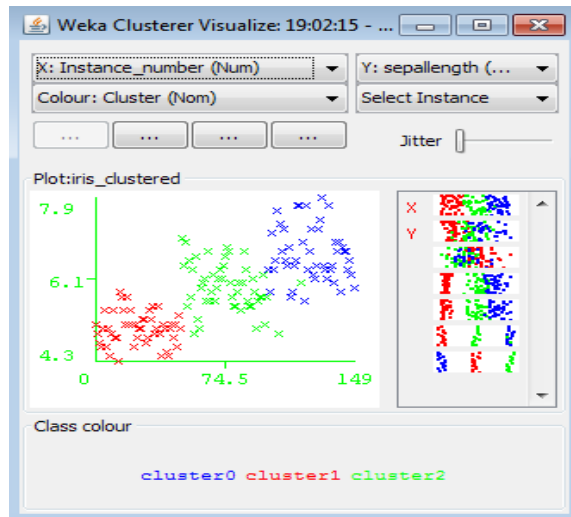 Weka Clusterer Visualize: 19:02:15 - ...
X: Instance_number (Num)
Y: sepallength (...
Colour: Cluster (Nom)
Select Instance
...
...
...
...
Jitter
Plot:iris_clustered
7.9
6.1
4.3
0
74.5
149
X
Y
Class colour
cluster0 cluster1 cluster2